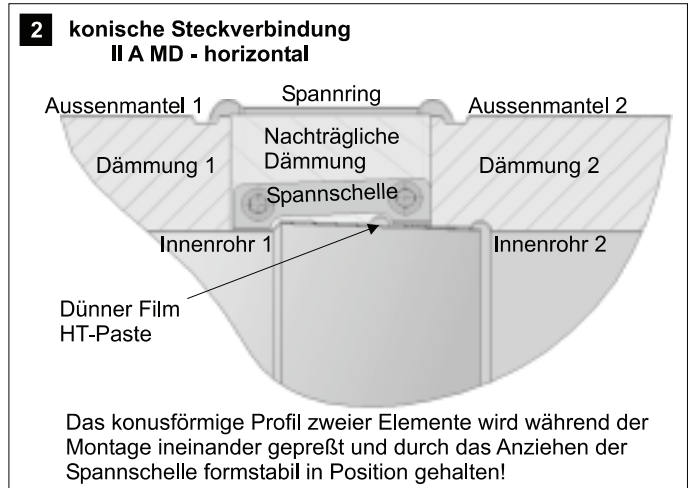 2 konische Steckverbindung
II A MD - horizontal
Spannring
Aussenmantel 1
Aussenmantel 2
Nachträgliche
Dämmung
Dämmung 1
Dämmung 2
Spannschelle
Innenrohr 1
Innenrohr 2
Dünner Film
HT-Paste
Das konusförmige Profil zweier Elemente wird während der
Montage ineinander gepreßt und durch das Anziehen der
Spannschelle formstabil in Position gehalten!